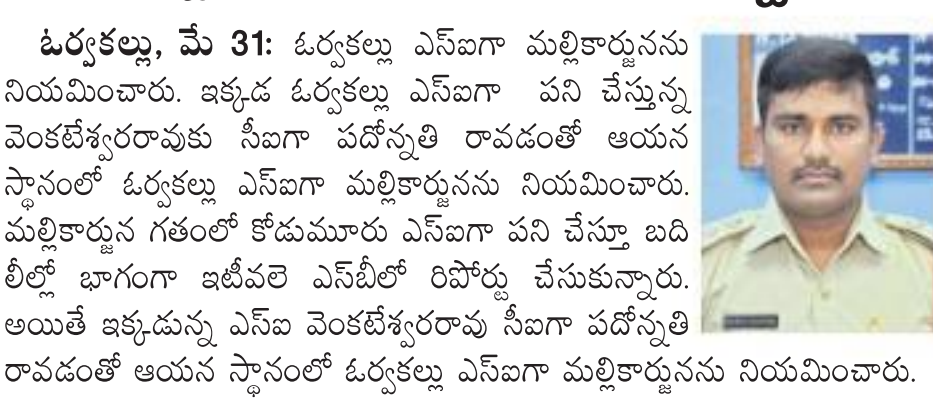 ఓర్వకల్లు, మే 31: ఓర్వకల్లు ఎస్ఐగా మల్లికార్జునను
నియమించారు. ఇక్కడ ఓర్వకల్లు ఎస్ఐగా పని చేస్తున్న
వెంకటేశ్వరరావుకు సీఐగా పదోన్నతి రావడంతో ఆయన
స్థానంలో ఓర్వకల్లు ఎస్ఐగా మల్లికార్జునను నియమించారు.
మల్లికార్జున గతంలో కోడుమూరు ఎస్ఐగా పని చేస్తూ బది
లీల్లో భాగంగా ఇటీవలె ఎస్‌బీలో రిపోర్టు చేసుకున్నారు.
అయితే ఇక్కడున్న ఎస్ఐ వెంకటేశ్వరరావు సీఐగా పదోన్నతి
రావడంతో ఆయన స్థానంలో ఓర్వకల్లు ఎస్ఐగా మల్లికార్జునను నియమించారు.